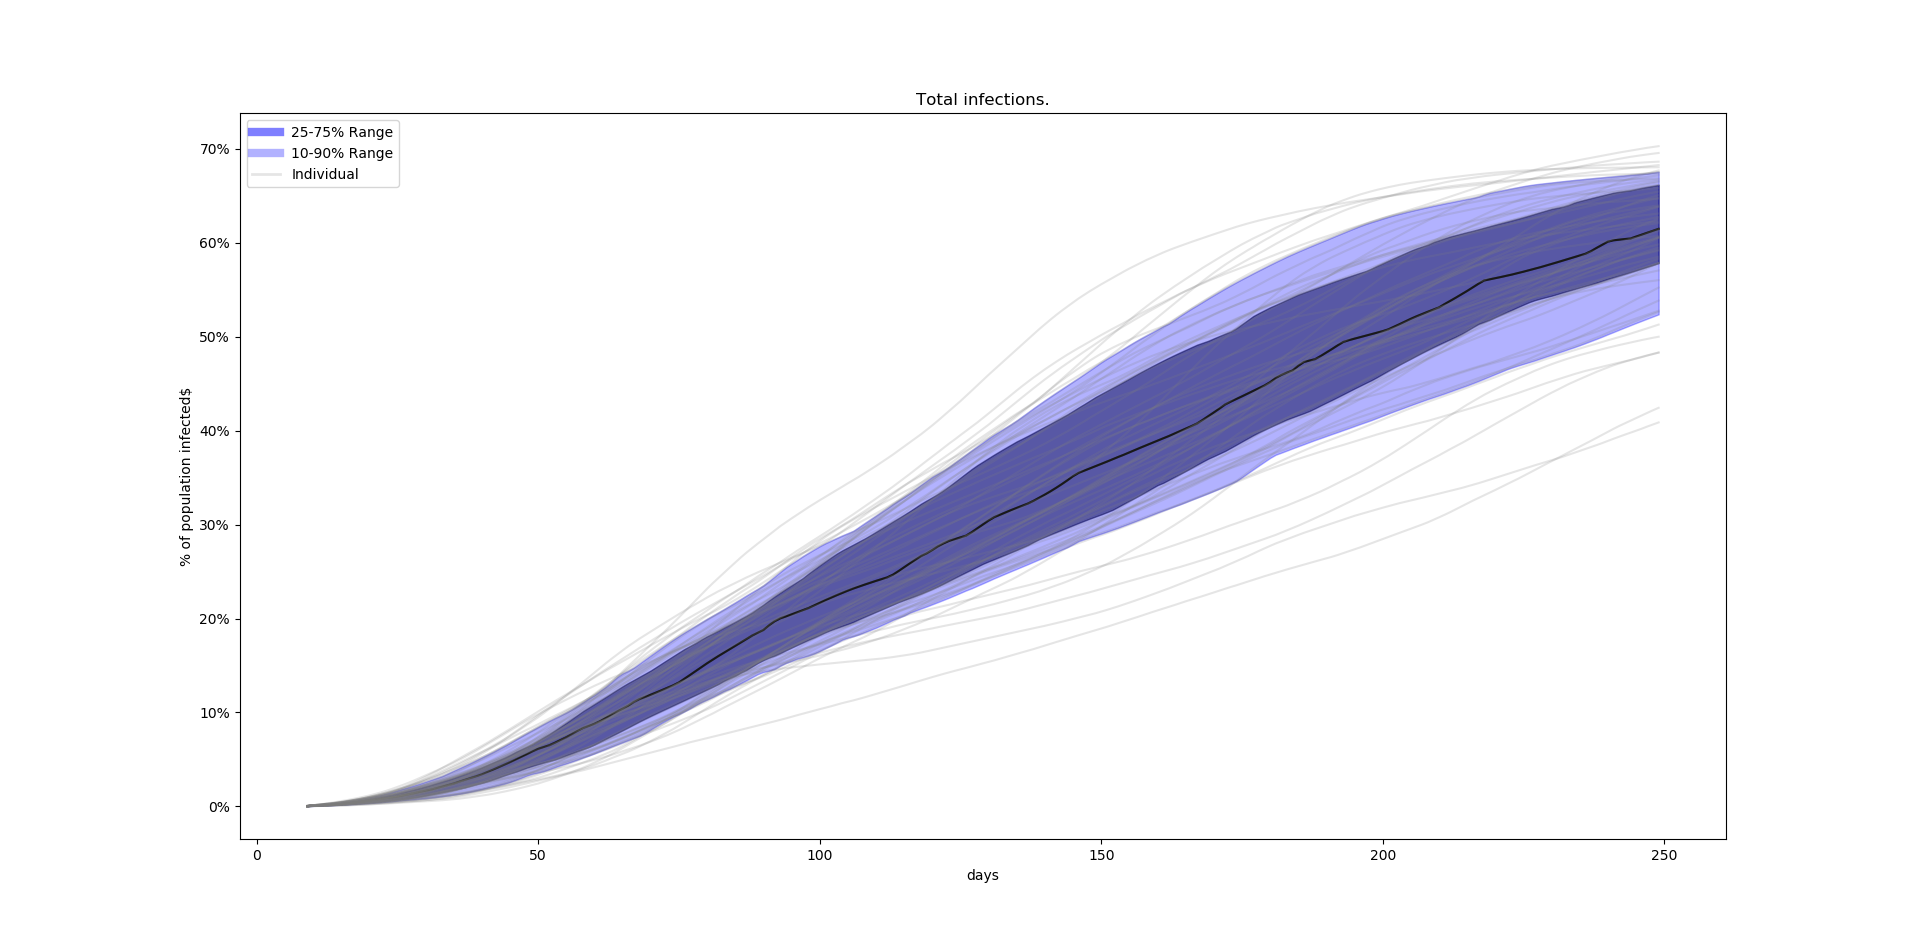 Total infections.
25-75% Range
10-90% Range
Individual
70%
60%
50%
40%
30%
20%
10%
0%
% of population infected$
0 50 100 150 200 250
days